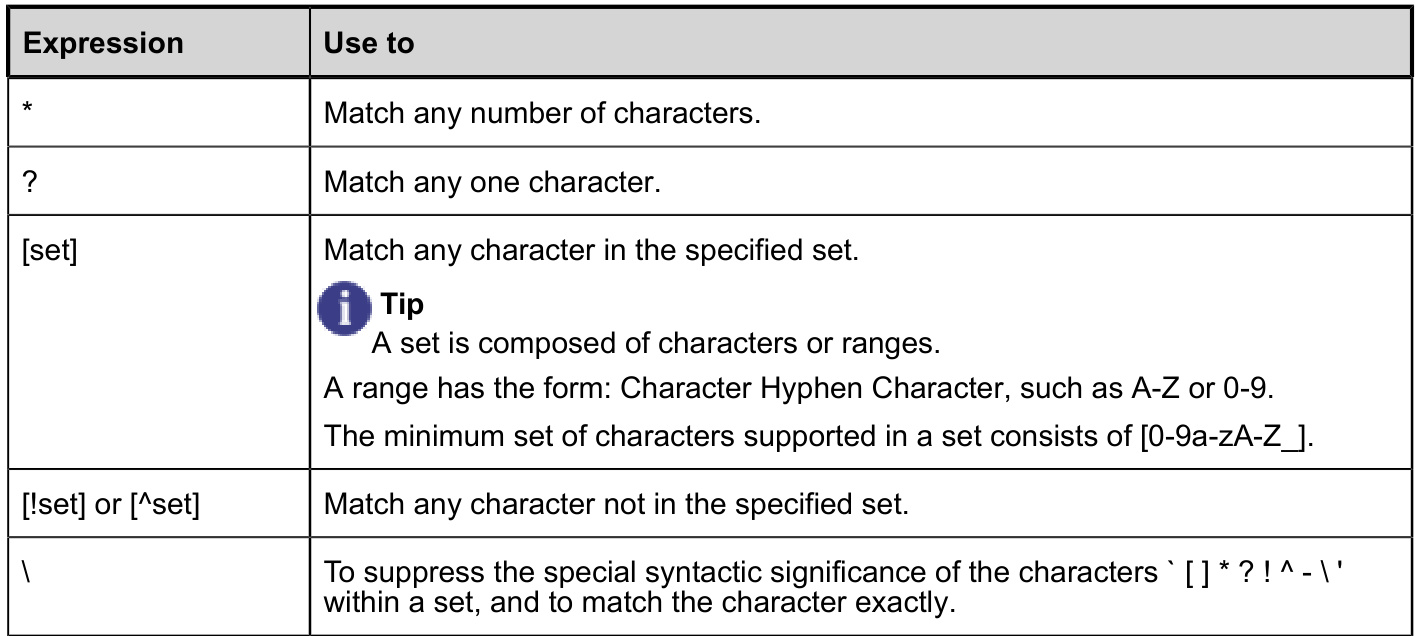 Expression Use to
* Match any number of characters.
? Match any one character.
[set] Match any character in the specified set.
i Tip
A set is composed of characters or ranges.
A range has the form: Character Hyphen Character, such as A-Z or 0-9.
The minimum set of characters supported in a set consists of [0-9a-zA-Z_].
[!set] or [^set] Match any character not in the specified set.
\ To suppress the special syntactic significance of the characters ` [ ] * ? ! ^ - \ '
within a set, and to match the character exactly.